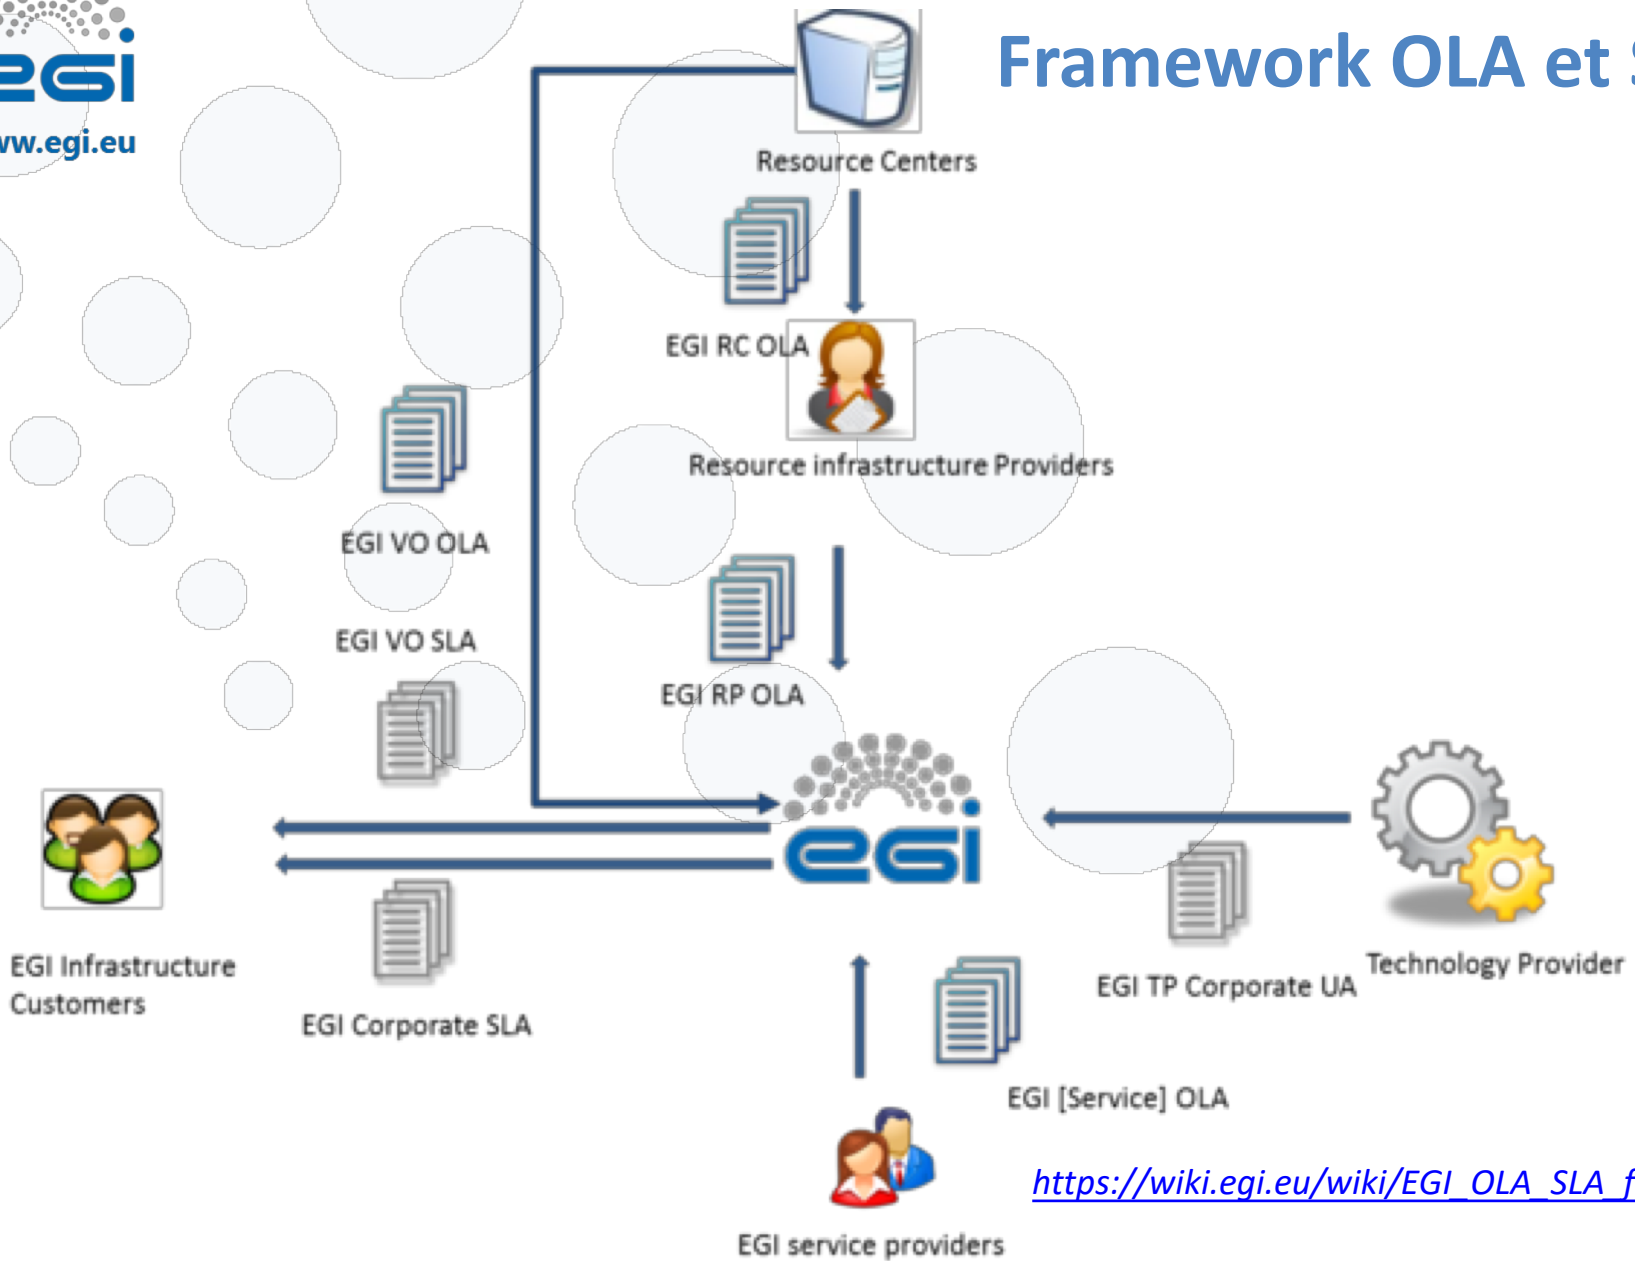 egi
ww.egi.eu
Framework OLA et S
Resource Centers
EGI RC OLA
Resource infrastructure Providers
EGI VO OLA
EGI VO SLA
EGI RP OLA
egi
EGI Infrastructure
Customers
EGI Corporate SLA
EGI TP Corporate UA
Technology Provider
EGI [Service] OLA
https://wiki.egi.eu/wiki/EGI_OLA_SLA_f
EGI service providers